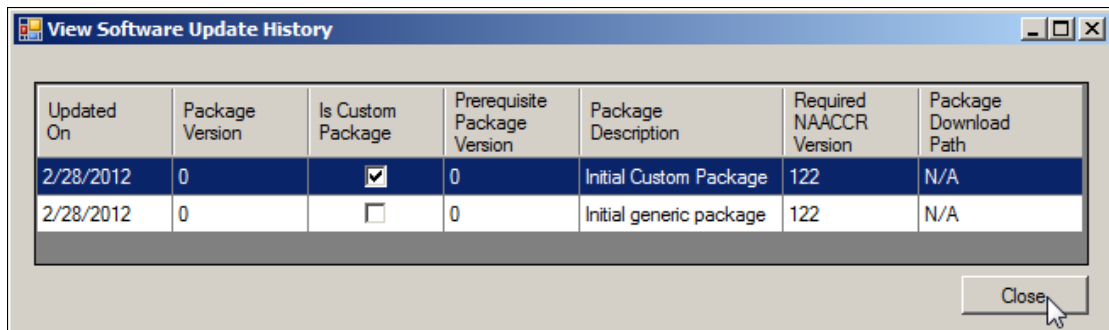 View Software Update History
Updated On Package Version Is Custom Package Prerequisite Package Version Package Description Required NAACCR Version Package Download Path
2/28/2012 0 0 Initial Custom Package 122 N/A
2/28/2012 0 0 Initial generic package 122 N/A
Close